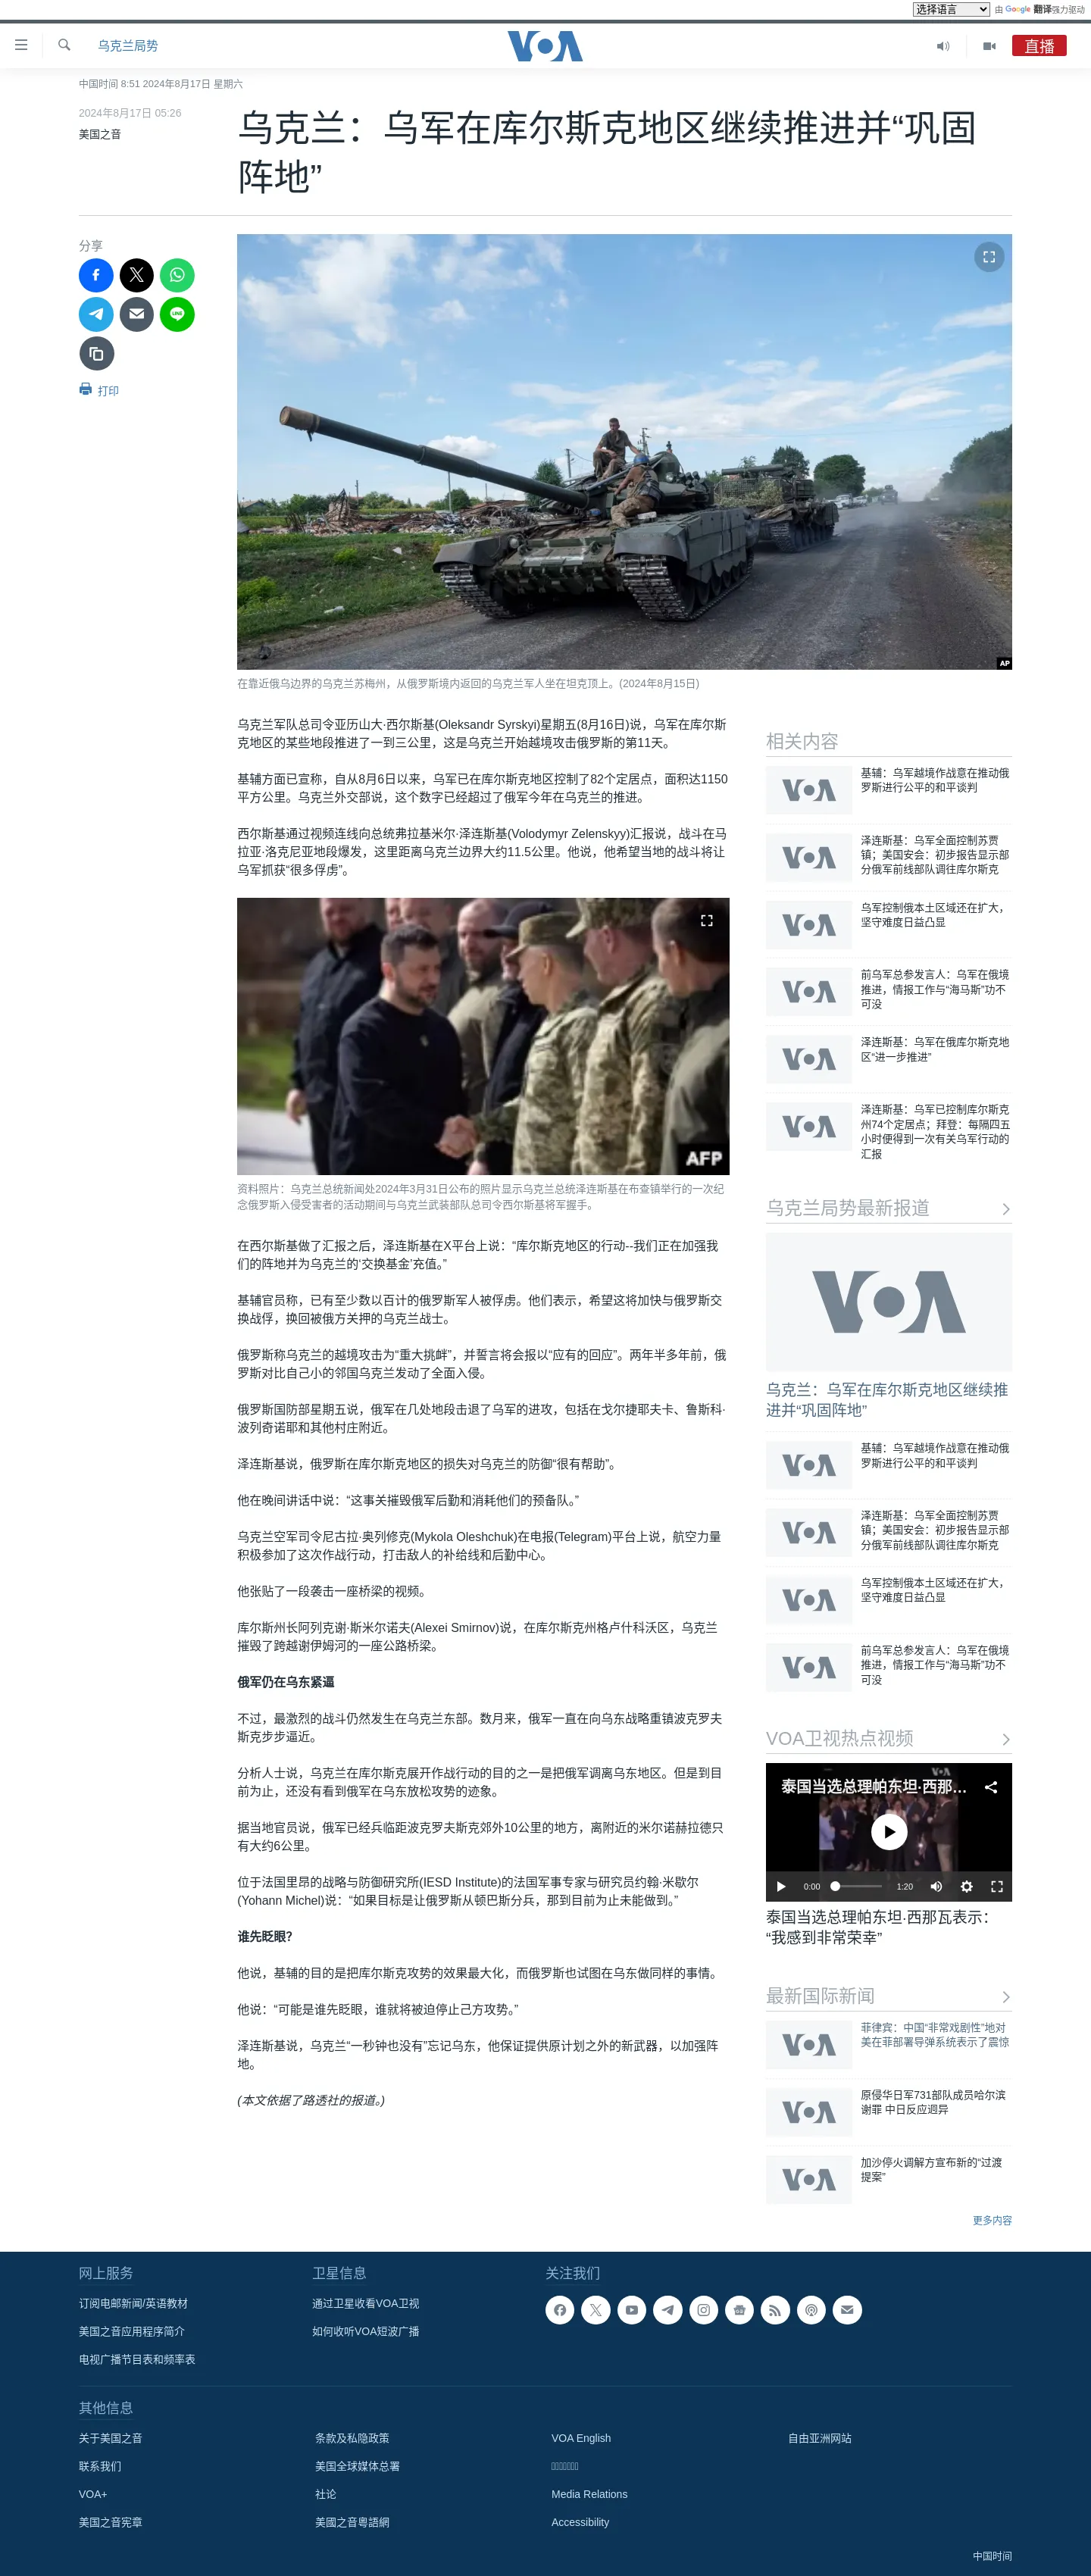 选择语言 由 Google 翻译强力驱动
乌克兰局势
VOA
直播
中国时间 8:51 2024年8月17日 星期六
2024年8月17日 05:26
美国之音
乌克兰：乌军在库尔斯克地区继续推进并“巩固
阵地”
分享
打印
AP
在靠近俄乌边界的乌克兰苏梅州，从俄罗斯境内返回的乌克兰军人坐在坦克顶上。(2024年8月15日)
乌克兰军队总司令亚历山大·西尔斯基(Oleksandr Syrskyi)星期五(8月16日)说，乌军在库尔斯
克地区的某些地段推进了一到三公里，这是乌克兰开始越境攻击俄罗斯的第11天。
基辅方面已宣称，自从8月6日以来，乌军已在库尔斯克地区控制了82个定居点，面积达1150
平方公里。乌克兰外交部说，这个数字已经超过了俄军今年在乌克兰的推进。
西尔斯基通过视频连线向总统弗拉基米尔·泽连斯基(Volodymyr Zelenskyy)汇报说，战斗在马
拉亚·洛克尼亚地段爆发，这里距离乌克兰边界大约11.5公里。他说，他希望当地的战斗将让
乌军抓获“很多俘虏”。
AFP
资料照片：乌克兰总统新闻处2024年3月31日公布的照片显示乌克兰总统泽连斯基在布查镇举行的一次纪
念俄罗斯入侵受害者的活动期间与乌克兰武装部队总司令西尔斯基将军握手。
在西尔斯基做了汇报之后，泽连斯基在X平台上说：“库尔斯克地区的行动--我们正在加强我
们的阵地并为乌克兰的‘交换基金’充值。”
基辅官员称，已有至少数以百计的俄罗斯军人被俘虏。他们表示，希望这将加快与俄罗斯交
换战俘，换回被俄方关押的乌克兰战士。
俄罗斯称乌克兰的越境攻击为“重大挑衅”，并誓言将会报以“应有的回应”。两年半多年前，俄
罗斯对比自己小的邻国乌克兰发动了全面入侵。
俄罗斯国防部星期五说，俄军在几处地段击退了乌军的进攻，包括在戈尔捷耶夫卡、鲁斯科·
波列奇诺耶和其他村庄附近。
泽连斯基说，俄罗斯在库尔斯克地区的损失对乌克兰的防御“很有帮助”。
他在晚间讲话中说：“这事关摧毁俄军后勤和消耗他们的预备队。”
乌克兰空军司令尼古拉·奥列修克(Mykola Oleshchuk)在电报(Telegram)平台上说，航空力量
积极参加了这次作战行动，打击敌人的补给线和后勤中心。
他张贴了一段袭击一座桥梁的视频。
库尔斯州长阿列克谢·斯米尔诺夫(Alexei Smirnov)说，在库尔斯克州格卢什科沃区，乌克兰
摧毁了跨越谢伊姆河的一座公路桥梁。
俄军仍在乌东紧逼
不过，最激烈的战斗仍然发生在乌克兰东部。数月来，俄军一直在向乌东战略重镇波克罗夫
斯克步步逼近。
分析人士说，乌克兰在库尔斯克展开作战行动的目的之一是把俄军调离乌东地区。但是到目
前为止，还没有看到俄军在乌东放松攻势的迹象。
据当地官员说，俄军已经兵临距波克罗夫斯克郊外10公里的地方，离附近的米尔诺赫拉德只
有大约6公里。
位于法国里昂的战略与防御研究所(IESD Institute)的法国军事专家与研究员约翰·米歇尔
(Yohann Michel)说：“如果目标是让俄罗斯从顿巴斯分兵，那到目前为止未能做到。”
谁先眨眼？
他说，基辅的目的是把库尔斯克攻势的效果最大化，而俄罗斯也试图在乌东做同样的事情。
他说：“可能是谁先眨眼，谁就将被迫停止己方攻势。”
泽连斯基说，乌克兰“一秒钟也没有”忘记乌东，他保证提供原计划之外的新武器，以加强阵
地。
(本文依据了路透社的报道。)
相关内容
VOA
基辅：乌军越境作战意在推动俄
罗斯进行公平的和平谈判
VOA
泽连斯基：乌军全面控制苏贾
镇；美国安会：初步报告显示部
分俄军前线部队调往库尔斯克
VOA
乌军控制俄本土区域还在扩大，
坚守难度日益凸显
VOA
前乌军总参发言人：乌军在俄境
推进，情报工作与“海马斯”功不
可没
VOA
泽连斯基：乌军在俄库尔斯克地
区“进一步推进”
VOA
泽连斯基：乌军已控制库尔斯克
州74个定居点；拜登：每隔四五
小时便得到一次有关乌军行动的
汇报
乌克兰局势最新报道
VOA
乌克兰：乌军在库尔斯克地区继续推
进并“巩固阵地”
VOA
基辅：乌军越境作战意在推动俄
罗斯进行公平的和平谈判
VOA
泽连斯基：乌军全面控制苏贾
镇；美国安会：初步报告显示部
分俄军前线部队调往库尔斯克
VOA
乌军控制俄本土区域还在扩大，
坚守难度日益凸显
VOA
前乌军总参发言人：乌军在俄境
推进，情报工作与“海马斯”功不
可没
VOA卫视热点视频
VOA
泰国当选总理帕东坦·西那...
0:00 1:20
泰国当选总理帕东坦·西那瓦表示：
“我感到非常荣幸”
最新国际新闻
VOA
菲律宾：中国“非常戏剧性”地对
美在菲部署导弹系统表示了震惊
VOA
原侵华日军731部队成员哈尔滨
谢罪 中日反应迥异
VOA
加沙停火调解方宣布新的“过渡
提案”
更多内容
网上服务
订阅电邮新闻/英语教材
美国之音应用程序简介
电视广播节目表和频率表
卫星信息
通过卫星收看VOA卫视
如何收听VOA短波广播
关注我们
其他信息
关于美国之音
联系我们
VOA+
美国之音宪章
条款及私隐政策
美国全球媒体总署
社论
美國之音粵語網
VOA English
Media Relations
Accessibility
自由亚洲网站
中国时间